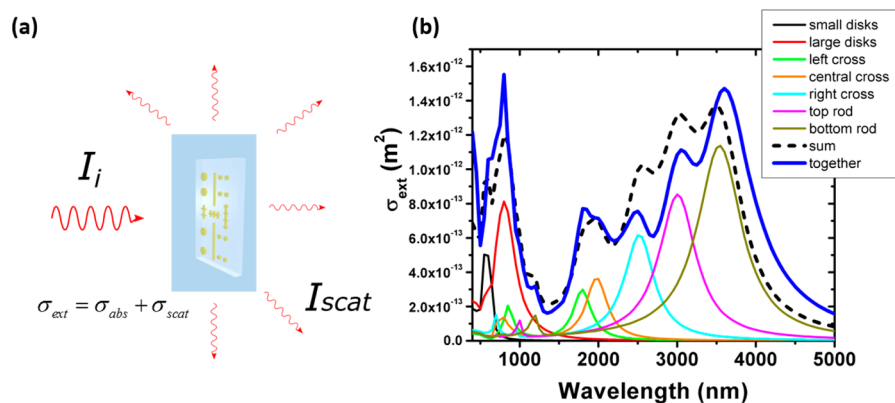 (a)
I_i
σ_ext = σ_abs + σ_scat
I_scat
(b)
σ_ext (m²)
1.6x10⁻¹²
1.4x10⁻¹²
1.2x10⁻¹²
1.0x10⁻¹²
8.0x10⁻¹³
6.0x10⁻¹³
4.0x10⁻¹³
2.0x10⁻¹³
0.0
1000
2000
3000
4000
5000
Wavelength (nm)
small disks
large disks
left cross
central cross
right cross
top rod
bottom rod
sum
together